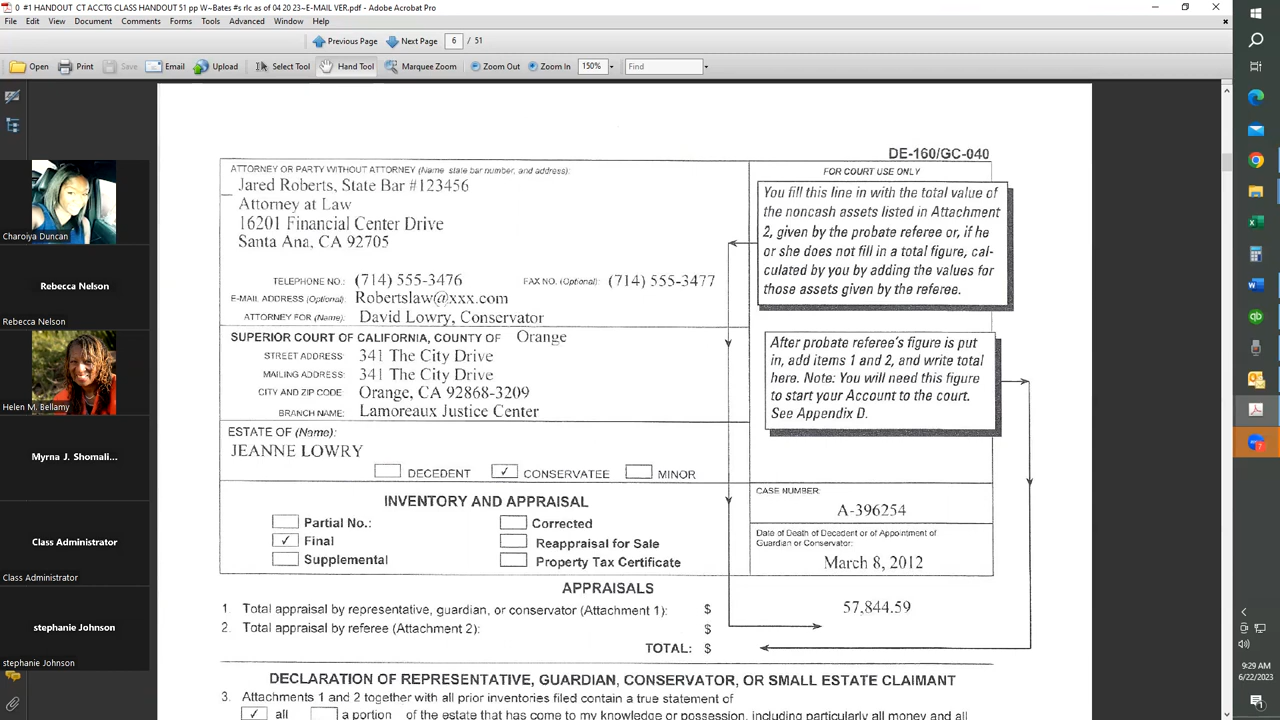 0 #1 HANDOUT CT ACCTG CLASS HANDOUT 51 pp W~Bates #s rlc as of 04 20 23~E-MAIL VER.pdf - Adobe Acrobat Pro
File Edit View Document Comments Forms Tools Advanced Window Help
Previous Page Next Page 6 / 51
Open Print Save Email Upload Select Tool Hand Tool Marquee Zoom Zoom Out Zoom In 150% Find
DE-160/GC-040
ATTORNEY OR PARTY WITHOUT ATTORNEY (Name, state bar number, and address):
Jared Roberts, State Bar #123456
Attorney at Law
16201 Financial Center Drive
Santa Ana, CA 92705
TELEPHONE NO.: (714) 555-3476 FAX NO. (Optional): (714) 555-3477
E-MAIL ADDRESS (Optional): Robertslaw@xxx.com
ATTORNEY FOR (Name): David Lowry, Conservator
SUPERIOR COURT OF CALIFORNIA, COUNTY OF Orange
STREET ADDRESS: 341 The City Drive
MAILING ADDRESS: 341 The City Drive
CITY AND ZIP CODE Orange, CA 92868-3209
BRANCH NAME: Lamoreaux Justice Center
ESTATE OF (Name):
JEANNE LOWRY
DECEDENT ✓ CONSERVATEE MINOR
FOR COURT USE ONLY
You fill this line in with the total value of
the noncash assets listed in Attachment
2, given by the probate referee or, if he
or she does not fill in a total figure, cal-
culated by you by adding the values for
those assets given by the referee.
After probate referee's figure is put
in, add items 1 and 2, and write total
here. Note: You will need this figure
to start your Account to the court.
See Appendix D.
INVENTORY AND APPRAISAL
Partial No.: Corrected
✓ Final Reappraisal for Sale
Supplemental Property Tax Certificate
CASE NUMBER:
A-396254
Date of Death of Decedent or of Appointment of
Guardian or Conservator:
March 8, 2012
APPRAISALS
1. Total appraisal by representative, guardian, or conservator (Attachment 1): $ 57,844.59
2. Total appraisal by referee (Attachment 2): $
TOTAL: $
DECLARATION OF REPRESENTATIVE, GUARDIAN, CONSERVATOR, OR SMALL ESTATE CLAIMANT
3. Attachments 1 and 2 together with all prior inventories filed contain a true statement of
✓ all a portion of the estate that has come to my knowledge or possession, including particularly all money and all
Charoiya Duncan
Rebecca Nelson
Rebecca Nelson
Helen M. Bellamy
Myrna J. Shomali...
Class Administrator
Class Administrator
stephanie Johnson
stephanie Johnson
9:29 AM
6/22/2023